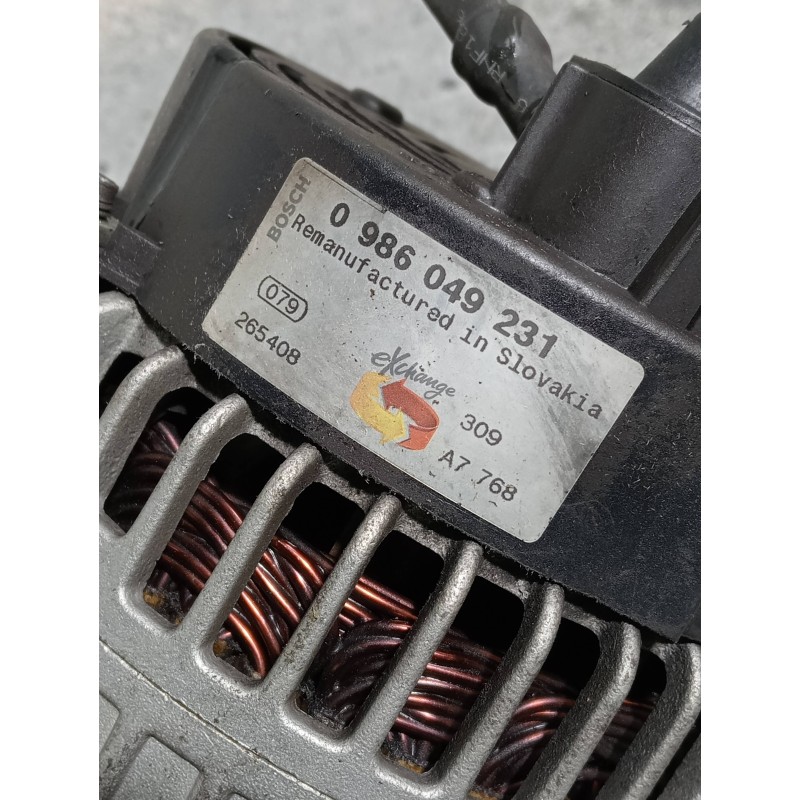 BOSCH
0 986 049 231
Remanufactured in Slovakia
079
265408
eXchange
309
A7 768